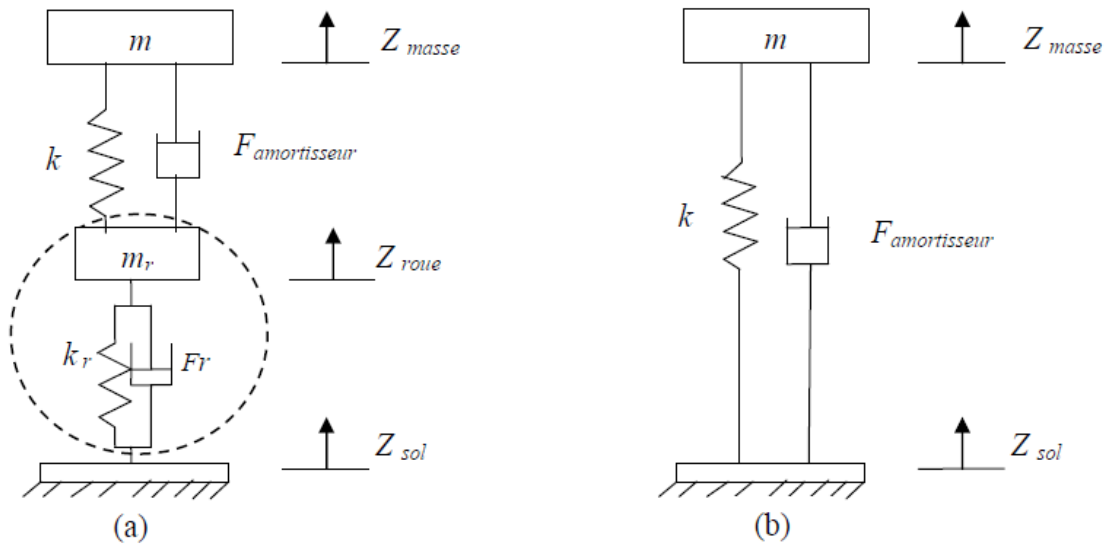 m
Z masse
k
F amortisseur
m r
Z roue
k r
Fr
Z sol
(a)
m
Z masse
k
F amortisseur
Z sol
(b)